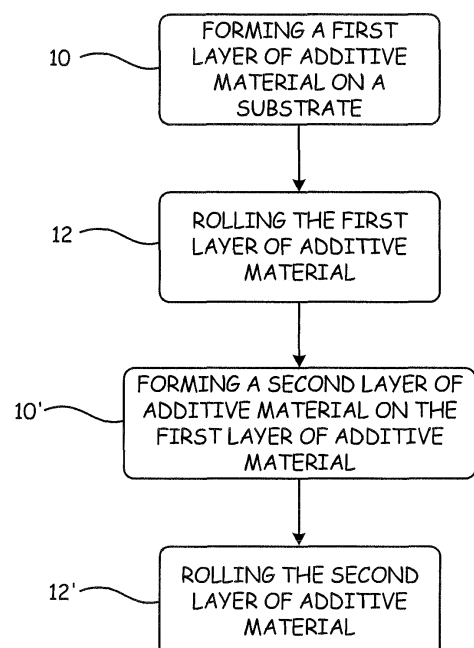 10
FORMING A FIRST
LAYER OF ADDITIVE
MATERIAL ON A
SUBSTRATE
12
ROLLING THE FIRST
LAYER OF ADDITIVE
MATERIAL
10'
FORMING A SECOND LAYER OF
ADDITIVE MATERIAL ON THE
FIRST LAYER OF ADDITIVE
MATERIAL
12'
ROLLING THE SECOND
LAYER OF ADDITIVE
MATERIAL